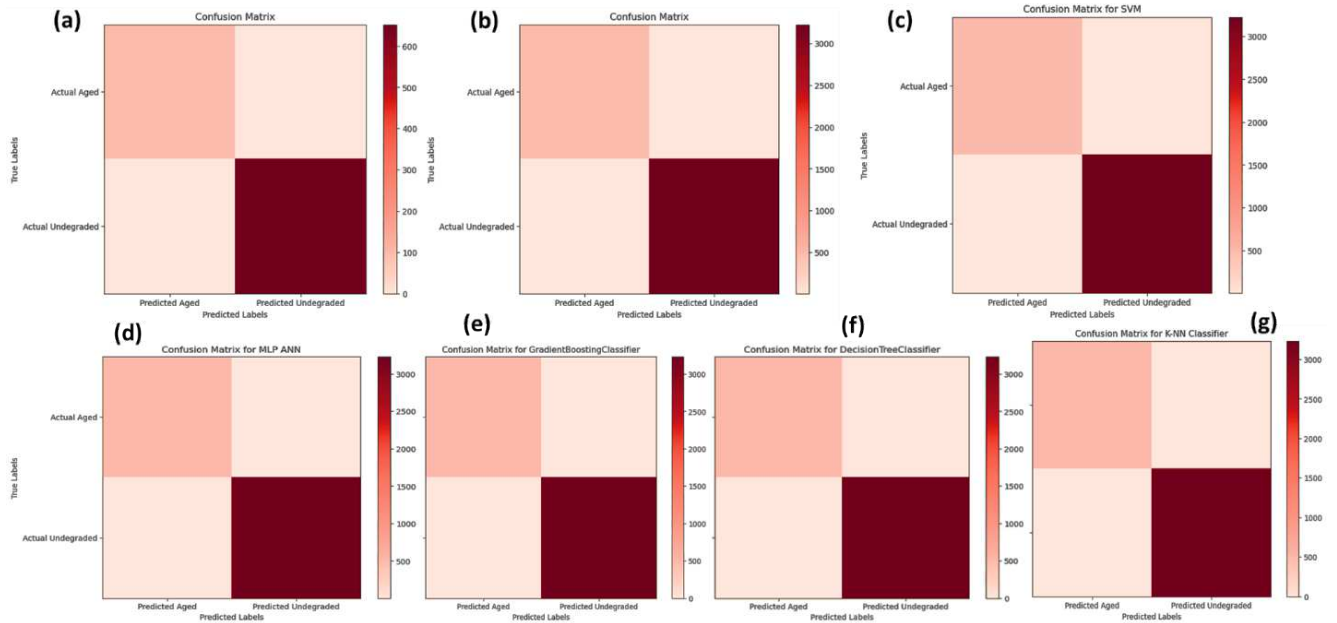 (a)
Confusion Matrix
True Labels
Actual Aged
Actual Undegraded
Predicted Aged Predicted Undegraded
Predicted Labels
600
500
400
300
200
100
0
(b)
Confusion Matrix
True Labels
Actual Aged
Actual Undegraded
Predicted Aged Predicted Undegraded
Predicted Labels
3000
2500
2000
1500
1000
500
(c)
Confusion Matrix for SVM
True Labels
Actual Aged
Actual Undegraded
Predicted Aged Predicted Undegraded
Predicted Labels
3000
2500
2000
1500
1000
500
(d)
Confusion Matrix for MLP ANN
True Labels
Actual Aged
Actual Undegraded
Predicted Aged Predicted Undegraded
Predicted Labels
3000
2500
2000
1500
1000
500
(e)
Confusion Matrix for GradientBoostingClassifier
Predicted Aged Predicted Undegraded
Predicted Labels
3000
2500
2000
1500
1000
500
0
(f)
Confusion Matrix for DecisionTreeClassifier
Predicted Aged Predicted Undegraded
Predicted Labels
3000
2500
2000
1500
1000
500
0
(g)
Confusion Matrix for K-NN Classifier
Predicted Aged Predicted Undegraded
Predicted Labels
3000
2500
2000
1500
1000
500
0